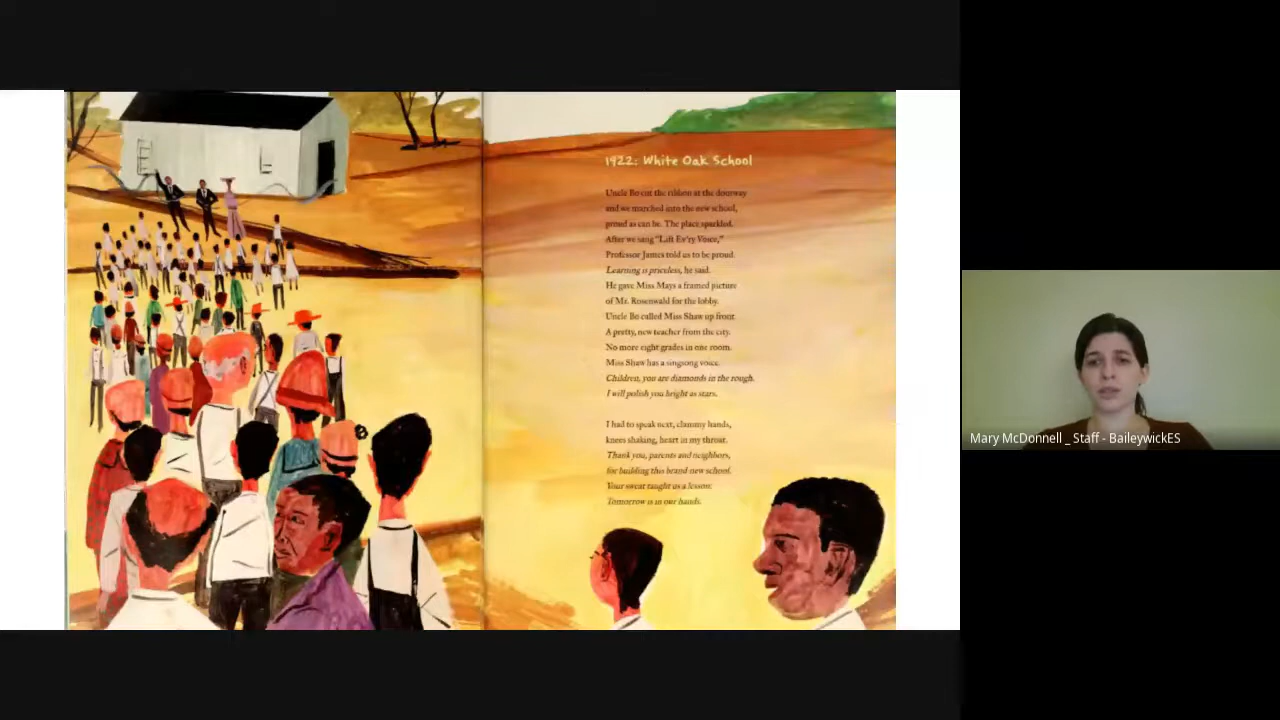 1922: White Oak School
Uncle Bo cut the ribbon at the doorway
and we marched into the new school,
proud as can be. The place sparkled.
After we sang "Lift Ev'ry Voice,"
Professor James told us to be proud.
Learning is priceless, he said.
He gave Miss Mays a framed picture
of Mr. Rosenwald for the lobby.
Uncle Bo called Miss Shaw up front.
A pretty, new teacher from the city.
No more eight grades in one room.
Miss Shaw has a singsong voice.
Children, you are diamonds in the rough.
I will polish you bright as stars.
I had to speak next, clammy hands,
knees shaking, heart in my throat.
Thank you, parents and neighbors,
for building this brand-new school.
Your sweat taught us a lesson:
Tomorrow is in our hands.
Mary McDonnell _ Staff - BaileywickES